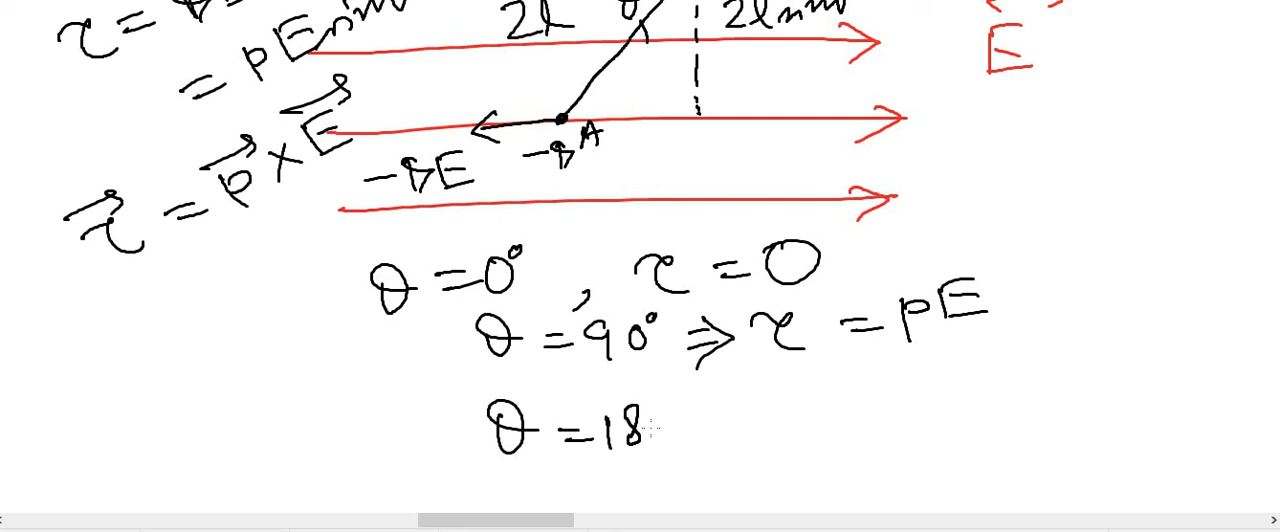 τ =
= pE sinθ
τ⃗ = p⃗ × E⃗
2l
θ
2l sinθ
E
-qE
-q A
θ = 0°, τ = 0
θ = 90° ⇒ τ = pE
θ = 18